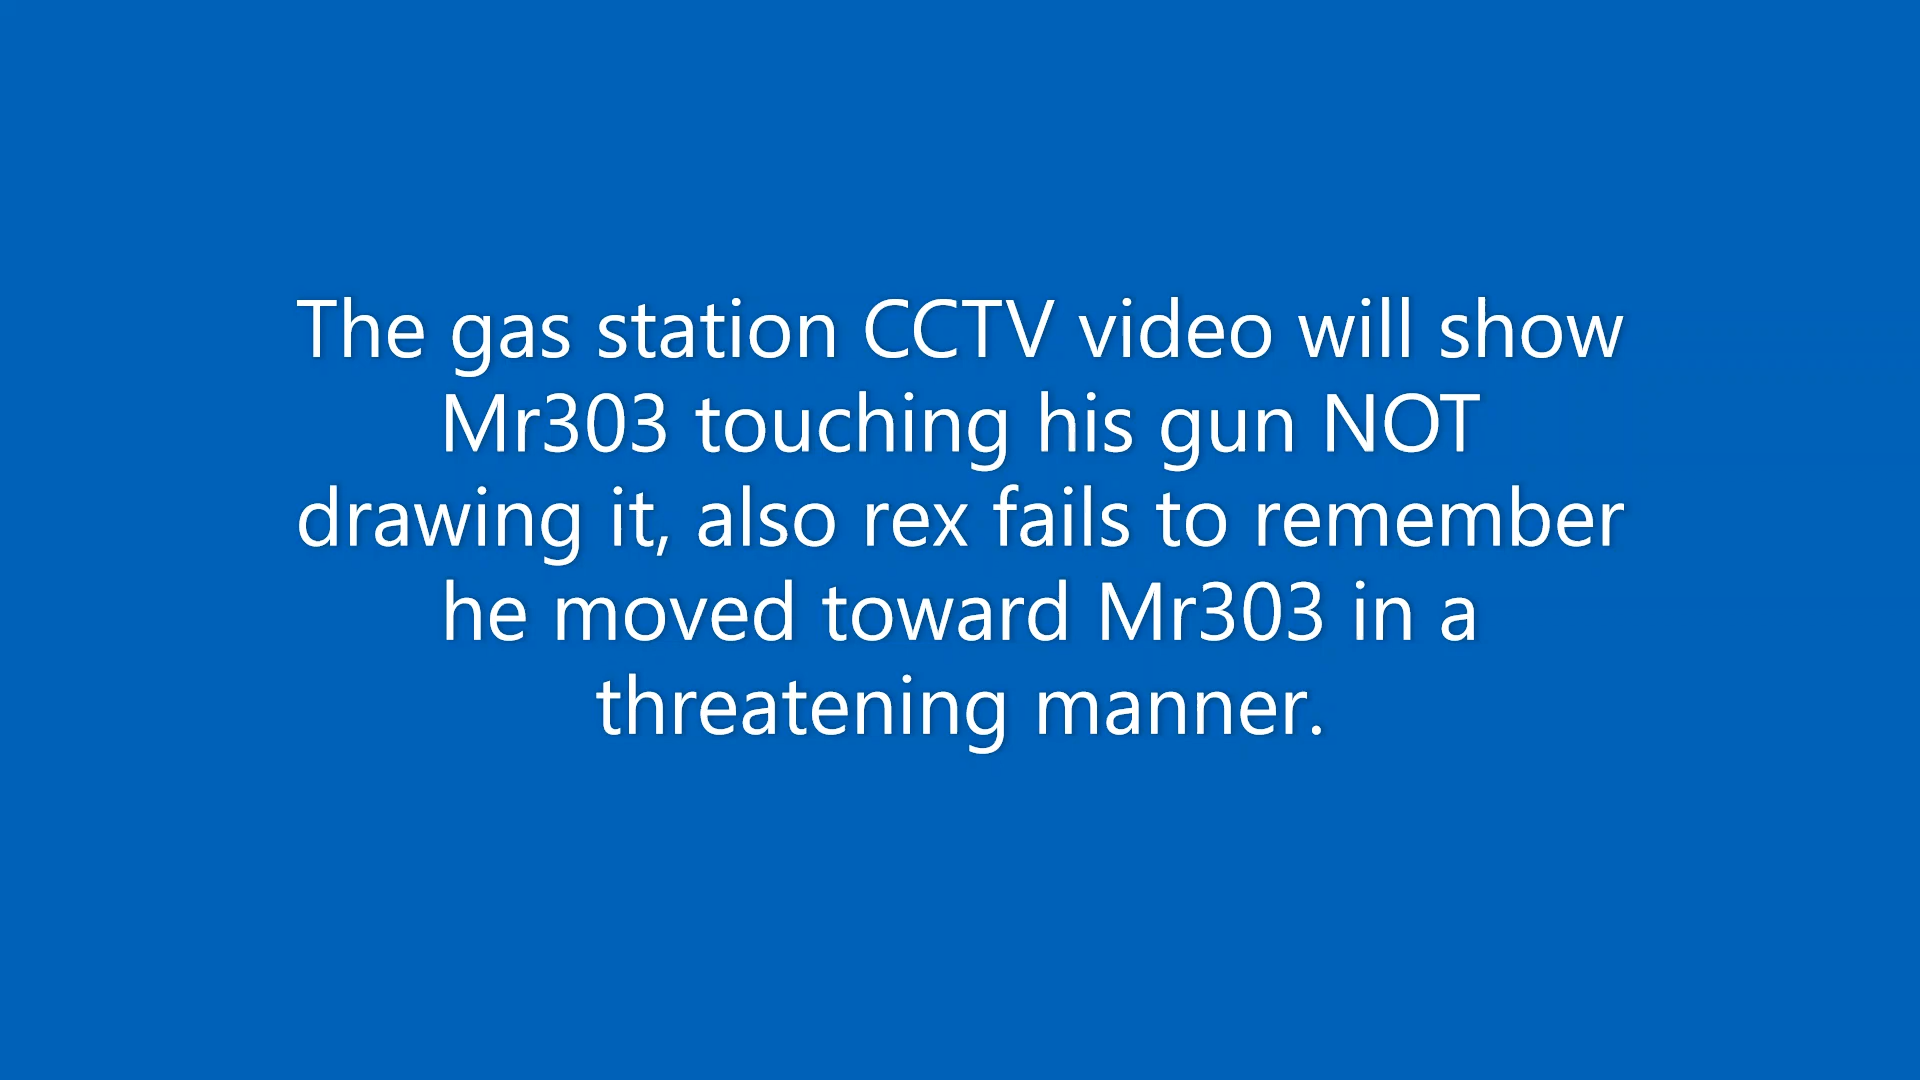 The gas station CCTV video will show
Mr303 touching his gun NOT
drawing it, also rex fails to remember
he moved toward Mr303 in a
threatening manner.